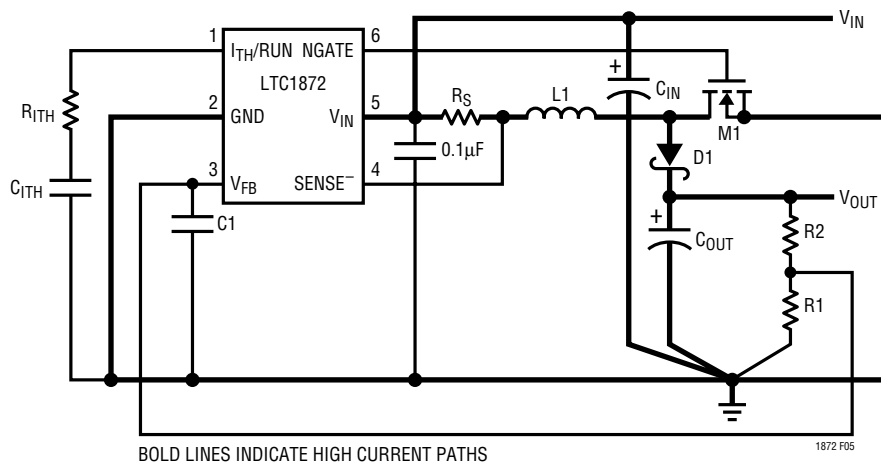 V_IN
1
I_TH/RUN NGATE
6
LTC1872
R_ITH
2
GND
V_IN
5
R_S
L1
C_IN
+
M1
0.1µF
D1
3
V_FB
SENSE⁻
4
C_ITH
C1
V_OUT
+
C_OUT
R2
R1
BOLD LINES INDICATE HIGH CURRENT PATHS
1872 F05